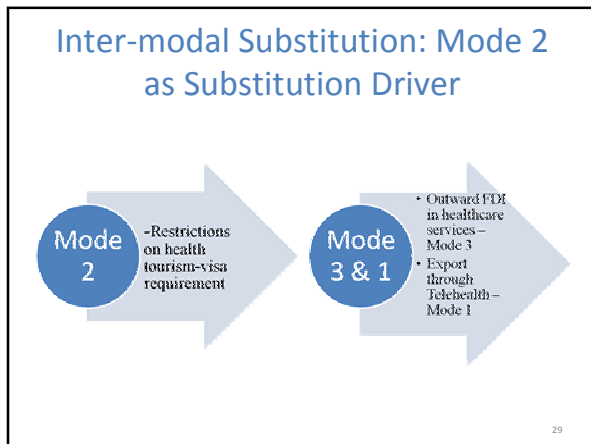 Inter-modal Substitution: Mode 2
as Substitution Driver
Mode
2
-Restrictions
on health
tourism-visa
requirement
Mode
3 & 1
• Outward FDI
in healthcare
services –
Mode 3
• Export
through
Telehealth –
Mode 1
29